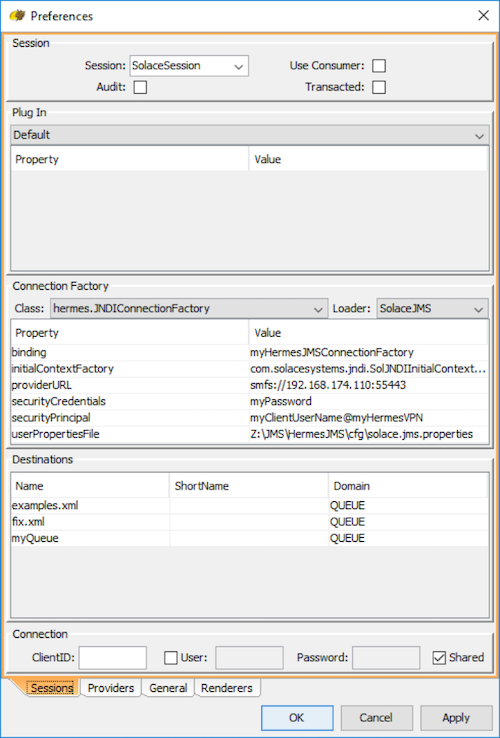 Preferences
Session
Session: SolaceSession Use Consumer:
Audit: Transacted:
Plug In
Default
Property Value
Connection Factory
Class: hermes.JNDIConnectionFactory Loader: SolaceJMS
Property Value
binding myHermesJMSConnectionFactory
initialContextFactory com.solacesystems.jndi.SolJNDIInitialContext...
providerURL smfs://192.168.174.110:55443
securityCredentials myPassword
securityPrincipal myClientUserName@myHermesVPN
userPropertiesFile Z:\JMS\HermesJMS\cfg\solace.jms.properties
Destinations
Name ShortName Domain
examples.xml QUEUE
fix.xml QUEUE
myQueue QUEUE
Connection
ClientID: User: Password: Shared
Sessions Providers General Renderers
OK Cancel Apply